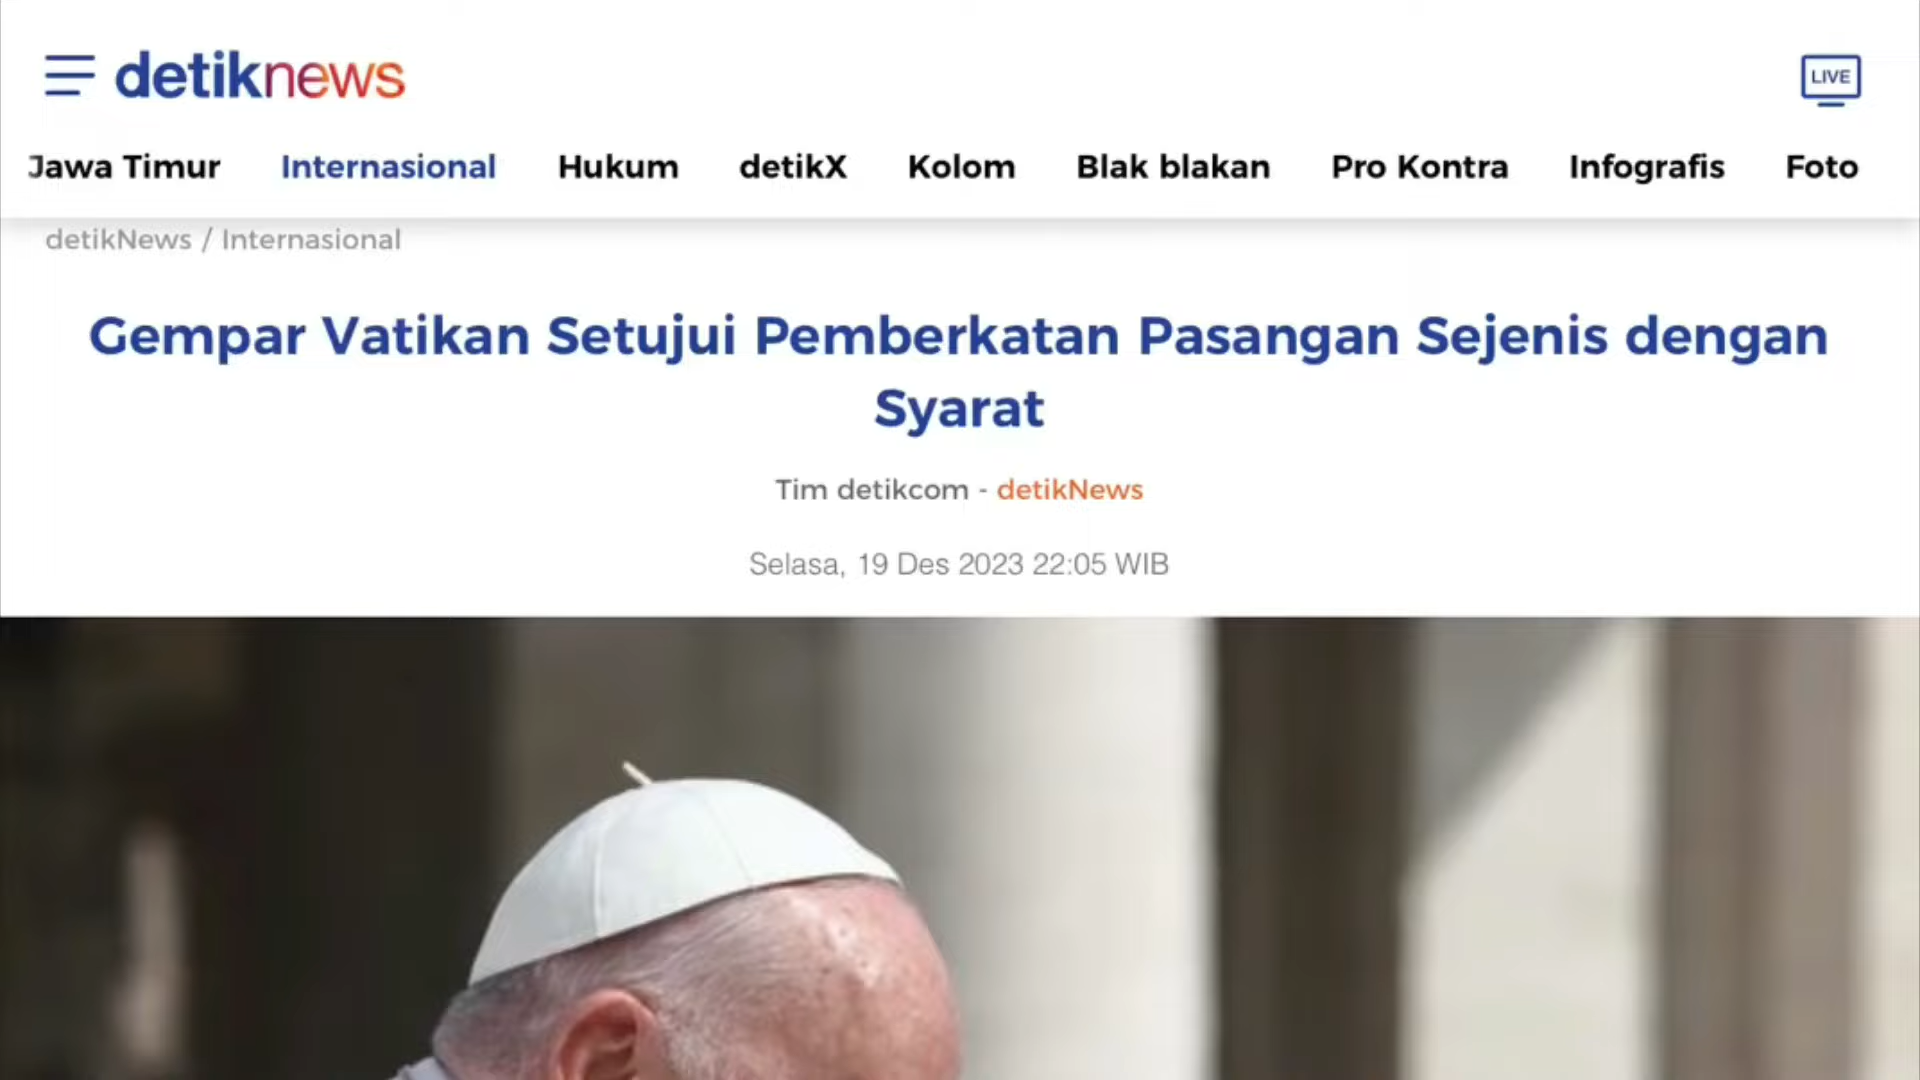 detiknews
LIVE
Jawa Timur Internasional Hukum detikX Kolom Blak blakan Pro Kontra Infografis Foto
detikNews / Internasional
Gempar Vatikan Setujui Pemberkatan Pasangan Sejenis dengan
Syarat
Tim detikcom - detikNews
Selasa, 19 Des 2023 22:05 WIB